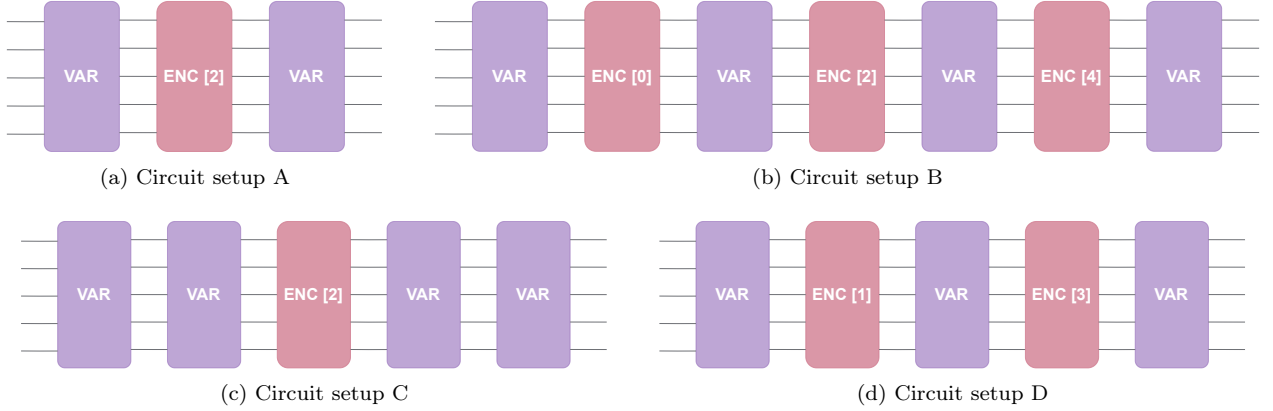 VAR ENC [2] VAR
VAR ENC [0] VAR ENC [2] VAR ENC [4] VAR
(a) Circuit setup A
(b) Circuit setup B
VAR VAR ENC [2] VAR VAR
VAR ENC [1] VAR ENC [3] VAR
(c) Circuit setup C
(d) Circuit setup D